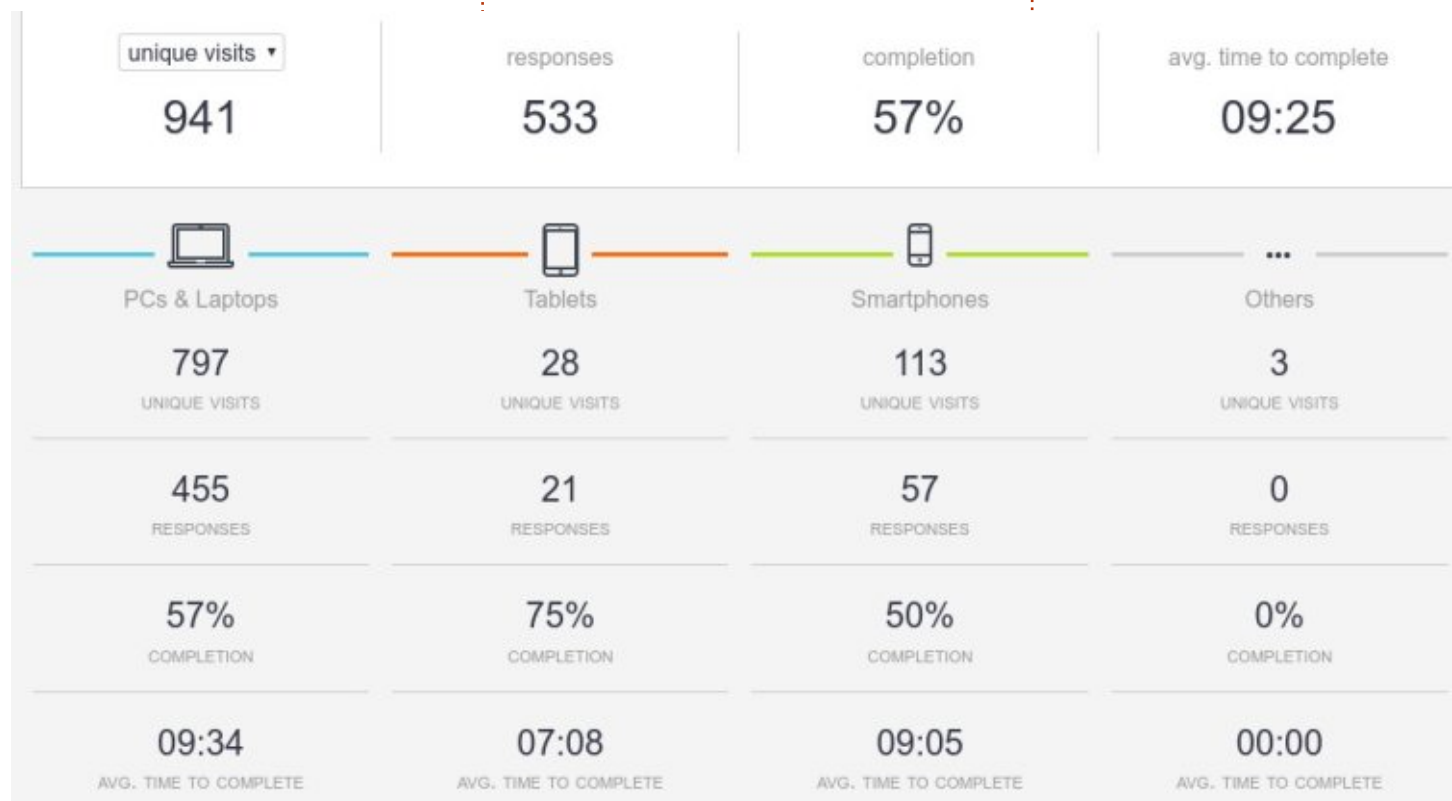 unique visits ▾ responses completion avg. time to complete
941 533 57% 09:25
PCs & Laptops Tablets Smartphones Others
797 28 113 3
UNIQUE VISITS UNIQUE VISITS UNIQUE VISITS UNIQUE VISITS
455 21 57 0
RESPONSES RESPONSES RESPONSES RESPONSES
57% 75% 50% 0%
COMPLETION COMPLETION COMPLETION COMPLETION
09:34 07:08 09:05 00:00
AVG. TIME TO COMPLETE AVG. TIME TO COMPLETE AVG. TIME TO COMPLETE AVG. TIME TO COMPLETE